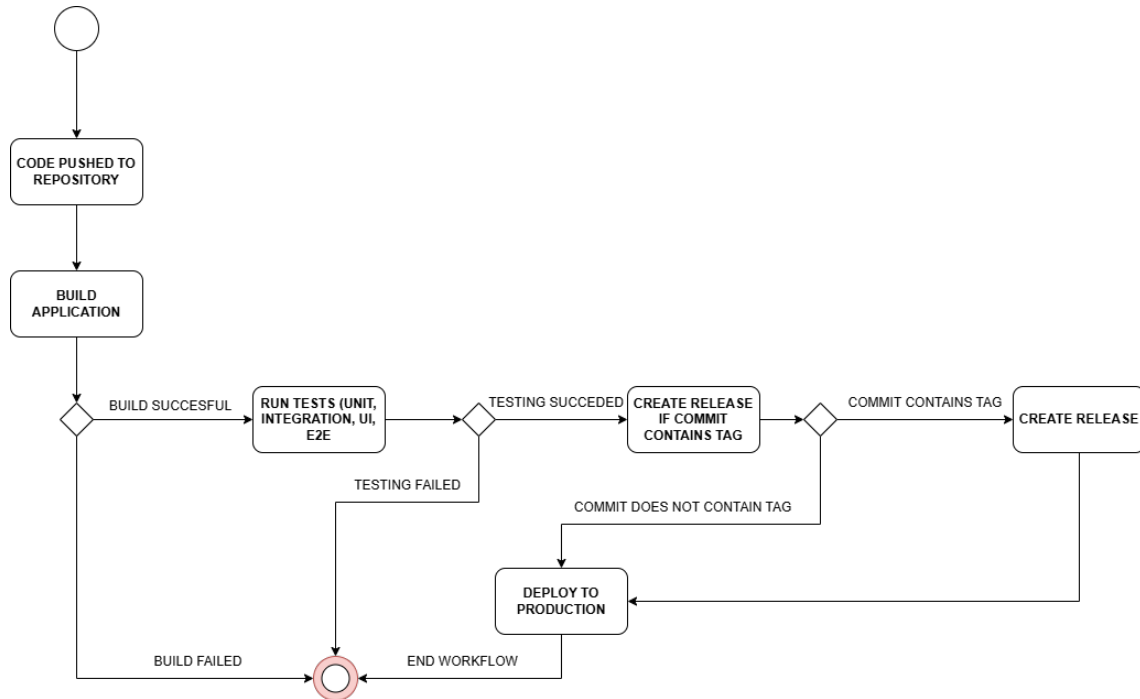 CODE PUSHED TO
REPOSITORY
BUILD
APPLICATION
BUILD SUCCESFUL
RUN TESTS (UNIT,
INTEGRATION, UI,
E2E
TESTING SUCCEDED
CREATE RELEASE
IF COMMIT
CONTAINS TAG
COMMIT CONTAINS TAG
CREATE RELEASE
TESTING FAILED
COMMIT DOES NOT CONTAIN TAG
DEPLOY TO
PRODUCTION
BUILD FAILED
END WORKFLOW